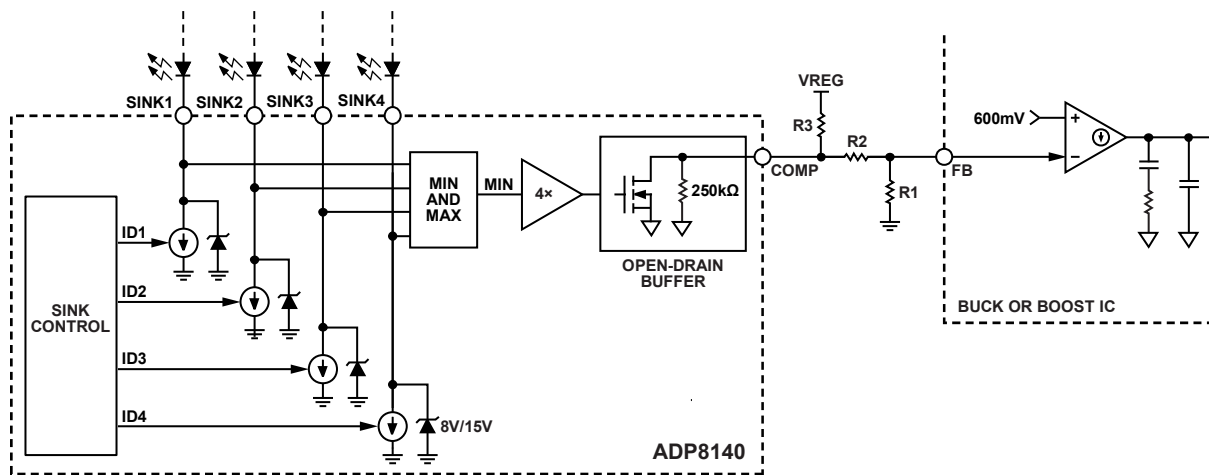 SINK1
SINK2
SINK3
SINK4
VREG
R3
R2
R1
600mV
+
−
COMP
FB
MIN
AND
MAX
MIN
4×
250kΩ
OPEN-DRAIN
BUFFER
SINK
CONTROL
ID1
ID2
ID3
ID4
8V/15V
ADP8140
BUCK OR BOOST IC